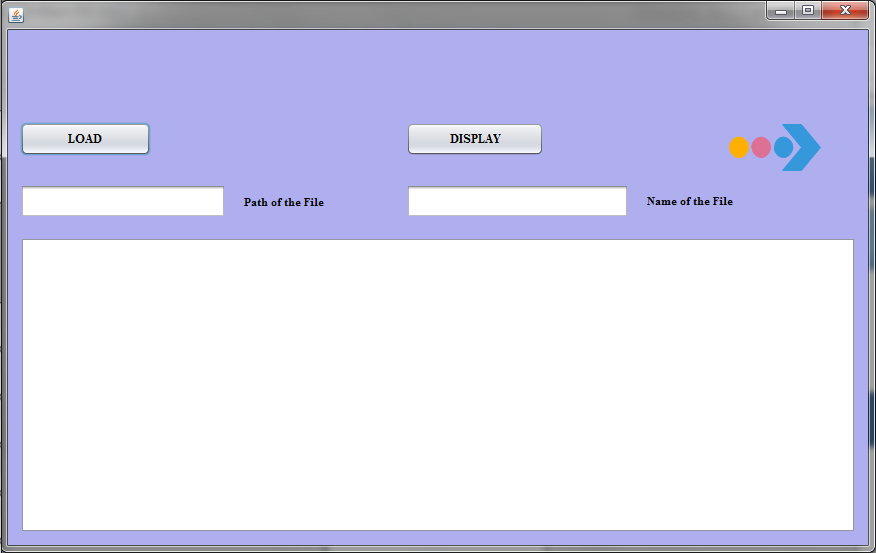 LOAD
DISPLAY
Path of the File
Name of the File